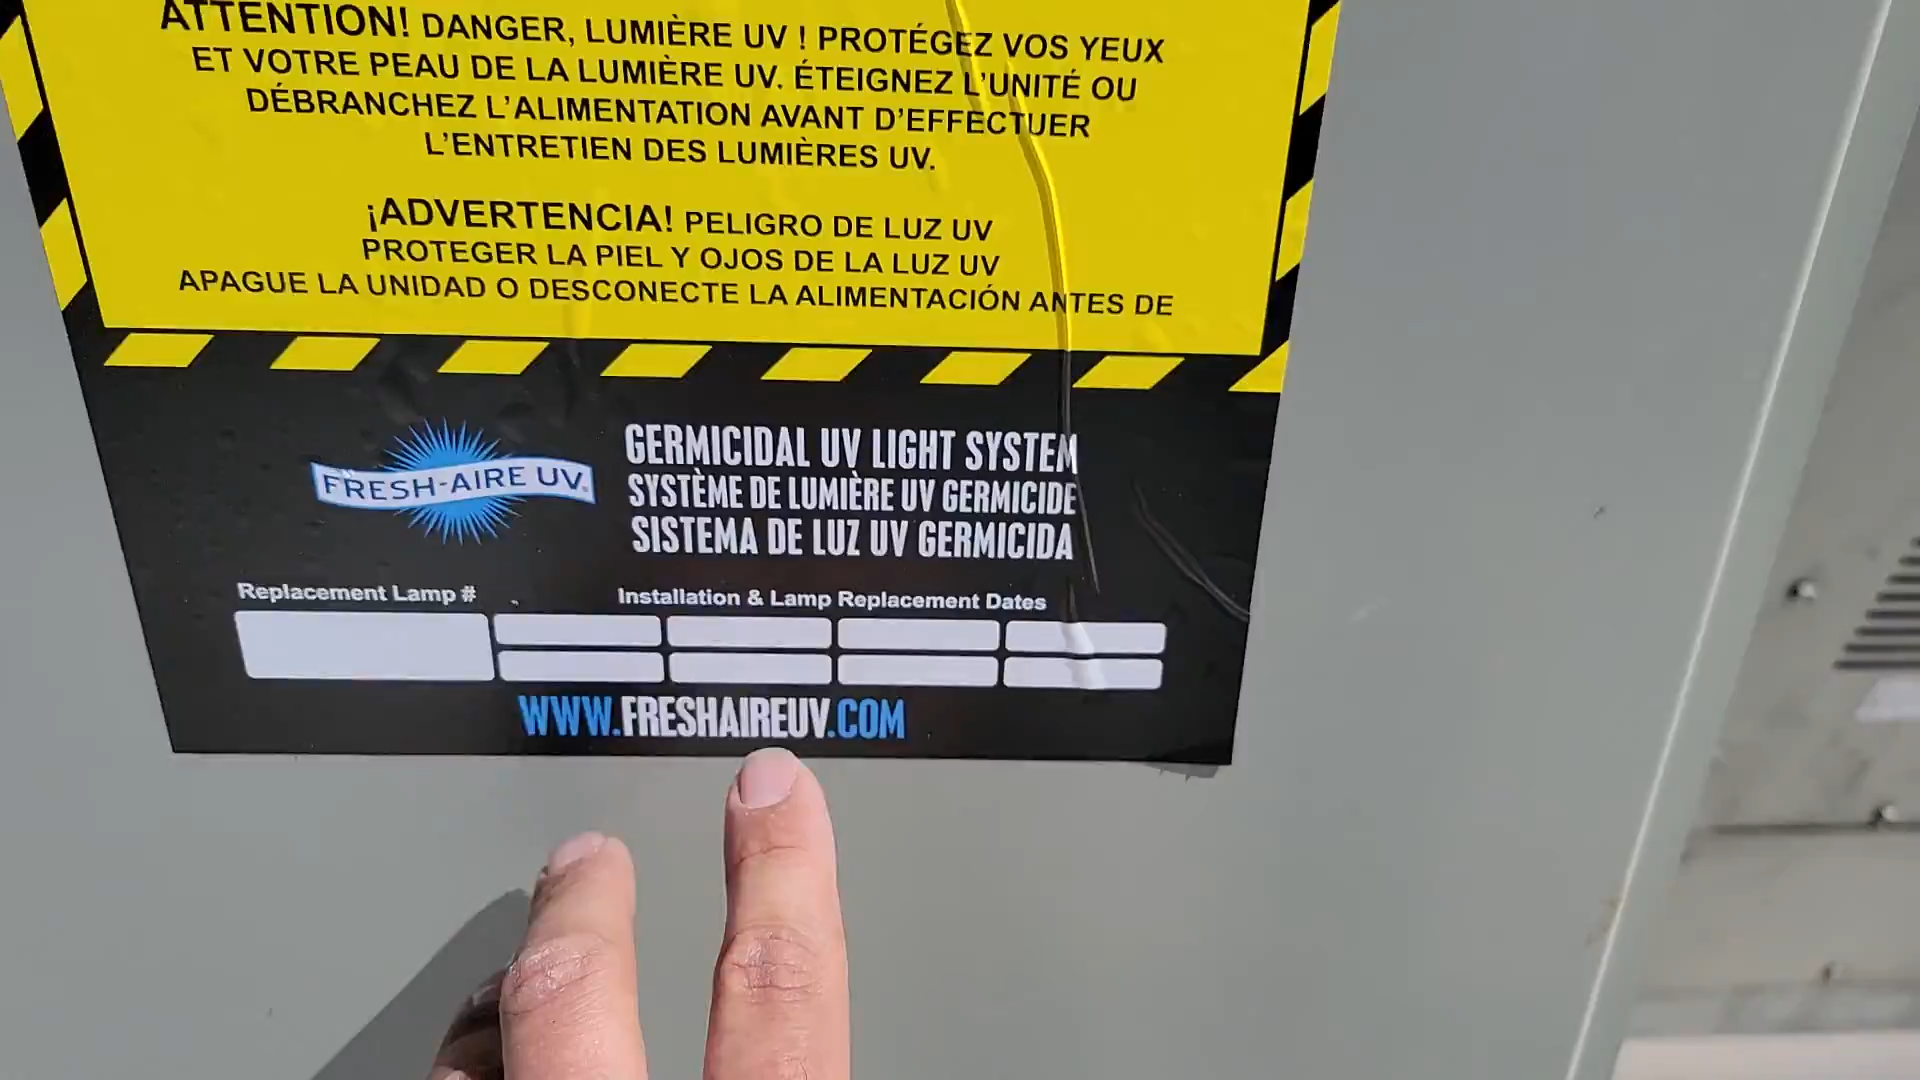 ATTENTION! DANGER, LUMIÈRE UV ! PROTÉGEZ VOS YEUX
ET VOTRE PEAU DE LA LUMIÈRE UV. ÉTEIGNEZ L'UNITÉ OU
DÉBRANCHEZ L'ALIMENTATION AVANT D'EFFECTUER
L'ENTRETIEN DES LUMIÈRES UV.
¡ADVERTENCIA! PELIGRO DE LUZ UV
PROTEGER LA PIEL Y OJOS DE LA LUZ UV
APAGUE LA UNIDAD O DESCONECTE LA ALIMENTACIÓN ANTES DE
FRESH-AIRE UV®
GERMICIDAL UV LIGHT SYSTEM
SYSTÈME DE LUMIÈRE UV GERMICIDE
SISTEMA DE LUZ UV GERMICIDA
Replacement Lamp #
Installation & Lamp Replacement Dates
WWW.FRESHAIREUV.COM